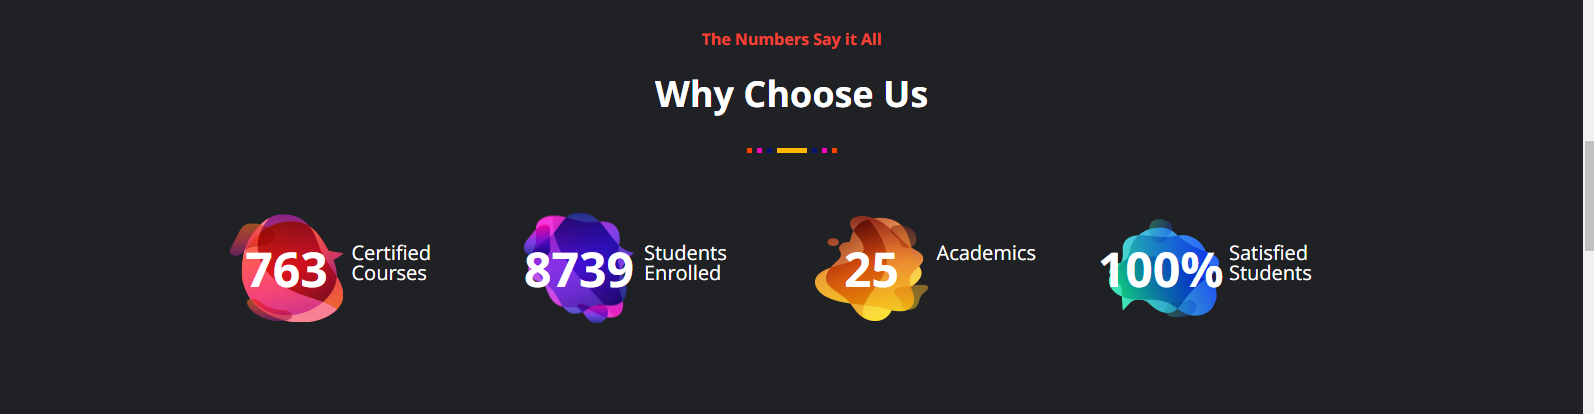 The Numbers Say it All
Why Choose Us
763
Certified
Courses
8739
Students
Enrolled
25
Academics
100%
Satisfied
Students